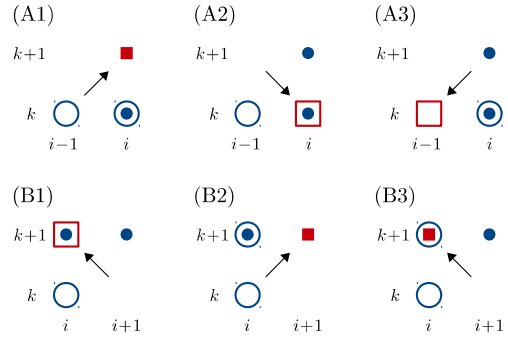 (A1) (A2) (A3)
k+1 k+1 k+1
k k k
i−1 i i−1 i i−1 i
(B1) (B2) (B3)
k+1 k+1 k+1
k k k
i i+1 i i+1 i i+1